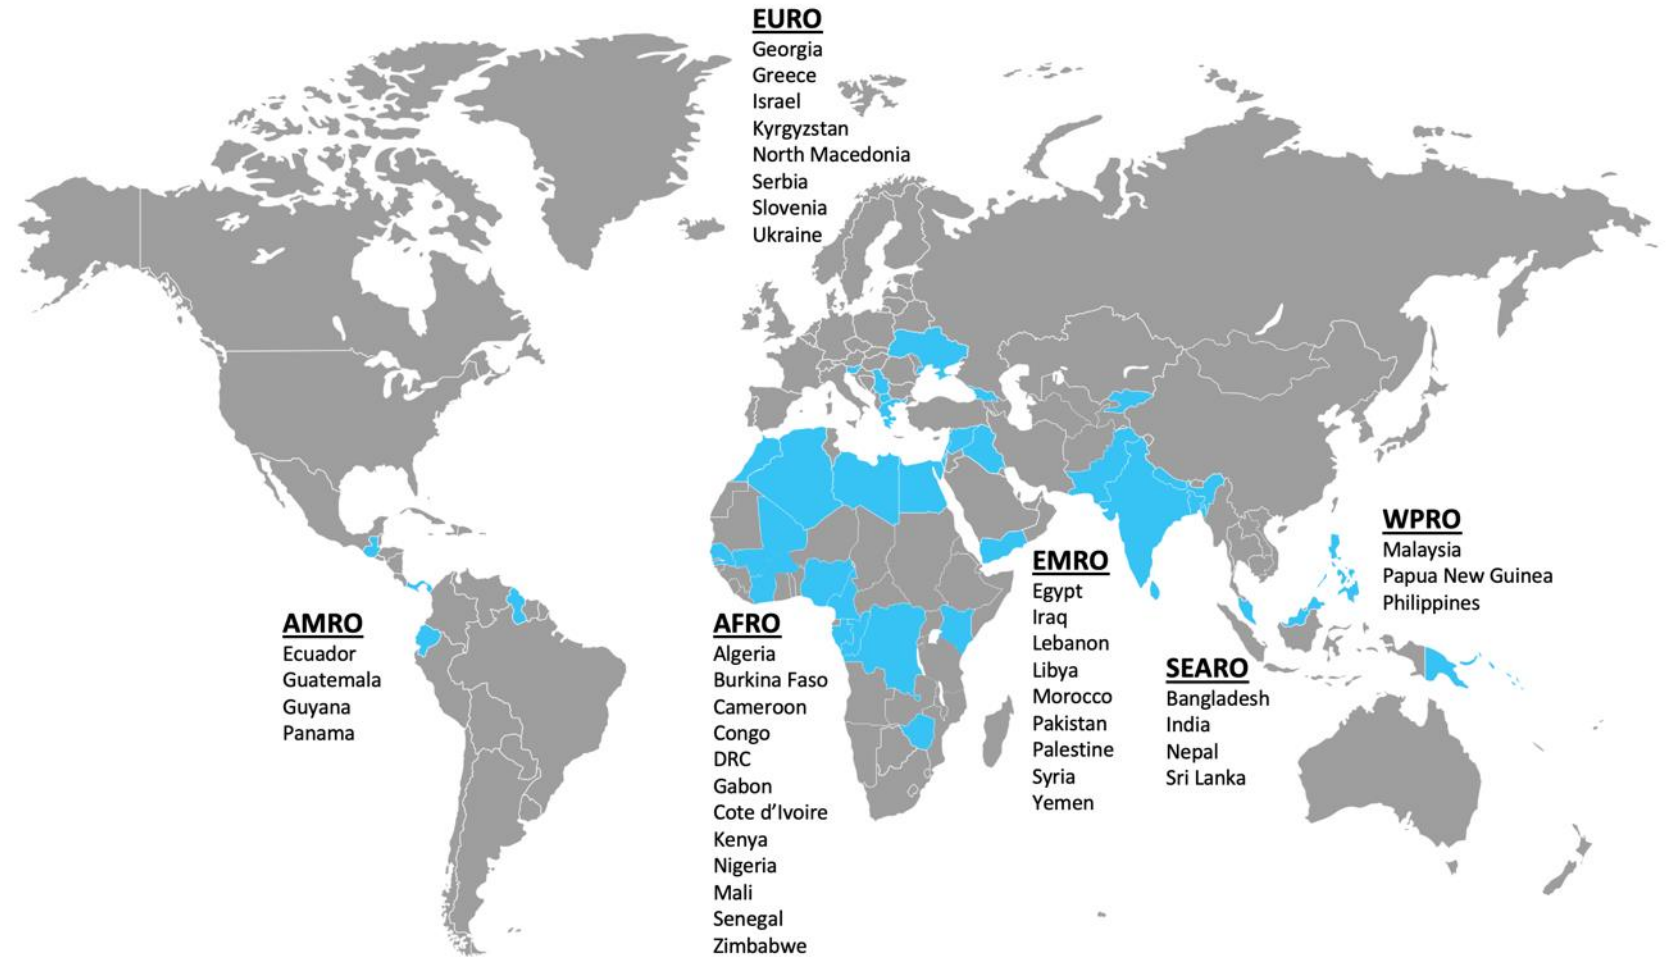 EURO
Georgia
Greece
Israel
Kyrgyzstan
North Macedonia
Serbia
Slovenia
Ukraine
AMRO
Ecuador
Guatemala
Guyana
Panama
AFRO
Algeria
Burkina Faso
Cameroon
Congo
DRC
Gabon
Cote d’Ivoire
Kenya
Nigeria
Mali
Senegal
Zimbabwe
EMRO
Egypt
Iraq
Lebanon
Libya
Morocco
Pakistan
Palestine
Syria
Yemen
SEARO
Bangladesh
India
Nepal
Sri Lanka
WPRO
Malaysia
Papua New Guinea
Philippines